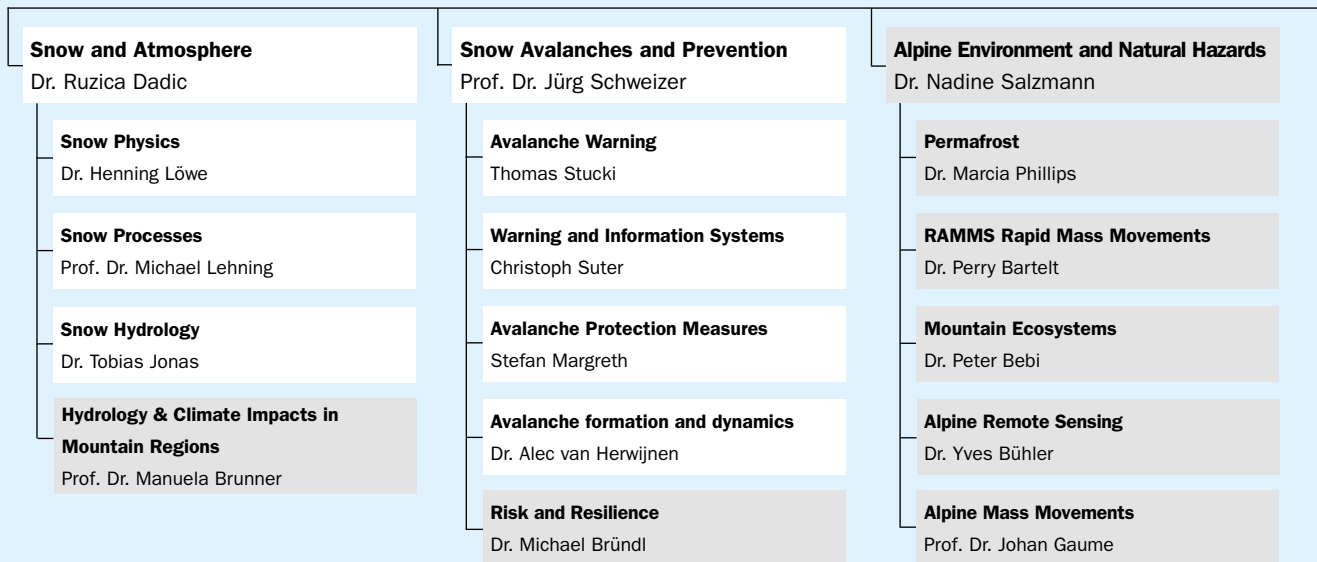 Snow and Atmosphere
Dr. Ruzica Dadic
Snow Physics
Dr. Henning Löwe
Snow Processes
Prof. Dr. Michael Lehning
Snow Hydrology
Dr. Tobias Jonas
Hydrology & Climate Impacts in
Mountain Regions
Prof. Dr. Manuela Brunner
Snow Avalanches and Prevention
Prof. Dr. Jürg Schweizer
Avalanche Warning
Thomas Stucki
Warning and Information Systems
Christoph Suter
Avalanche Protection Measures
Stefan Margreth
Avalanche formation and dynamics
Dr. Alec van Herwijnen
Risk and Resilience
Dr. Michael Bründl
Alpine Environment and Natural Hazards
Dr. Nadine Salzmann
Permafrost
Dr. Marcia Phillips
RAMMS Rapid Mass Movements
Dr. Perry Bartelt
Mountain Ecosystems
Dr. Peter Bebi
Alpine Remote Sensing
Dr. Yves Bühler
Alpine Mass Movements
Prof. Dr. Johan Gaume